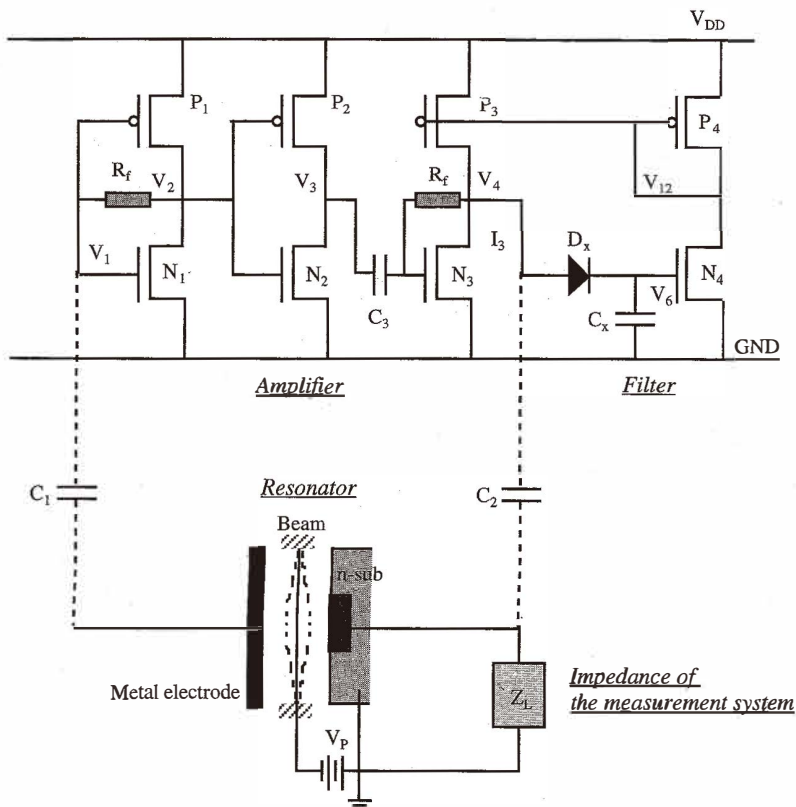 V_DD
P_1
P_2
P_3
P_4
R_f
V_2
V_3
R_f
V_4
V_12
V_1
N_1
N_2
C_3
N_3
I_3
D_x
V_6
N_4
C_x
GND
Amplifier
Filter
C_1
Resonator
C_2
Beam
n-sub
Metal electrode
Z_L
Impedance of
the measurement system
V_P